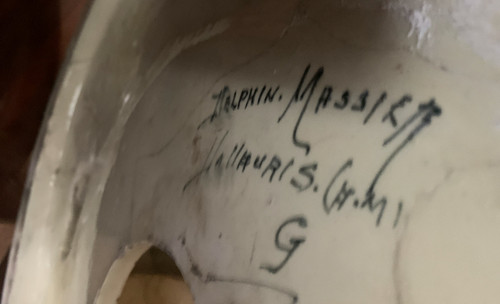 DELPHIN. MASSIER
VallAURIS. (A.M)
G